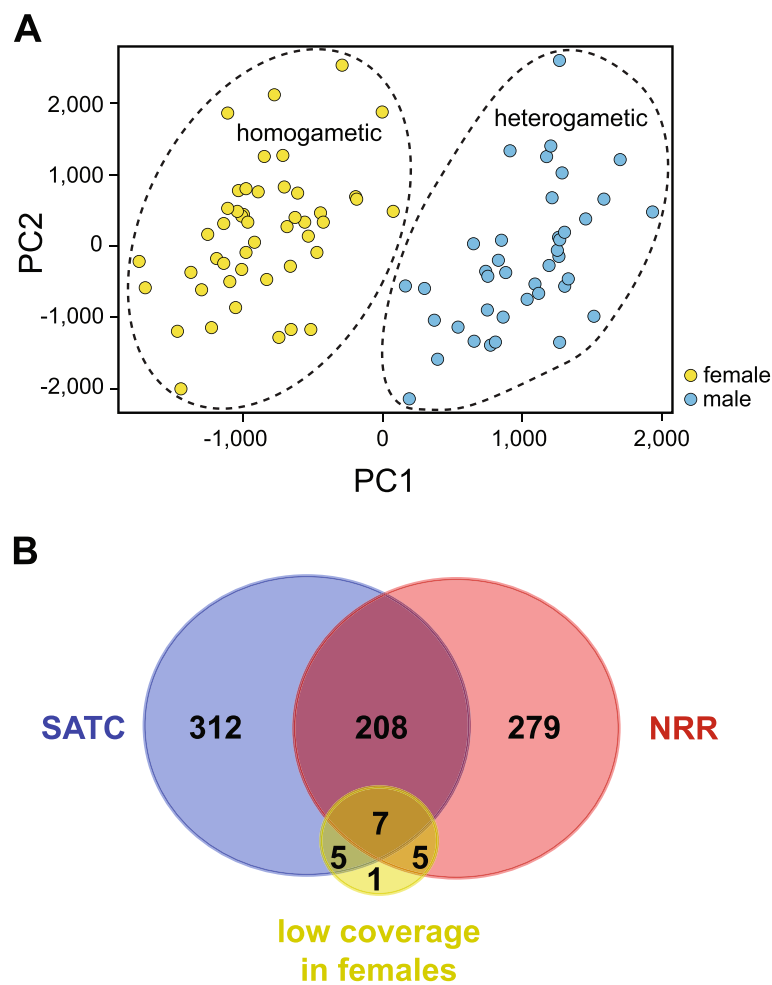 A
homogametic
heterogametic
2,000
1,000
0
-1,000
-2,000
PC2
-1,000
0
1,000
2,000
PC1
female
male
B
SATC
312
208
279
NRR
7
5
5
1
low coverage
in females